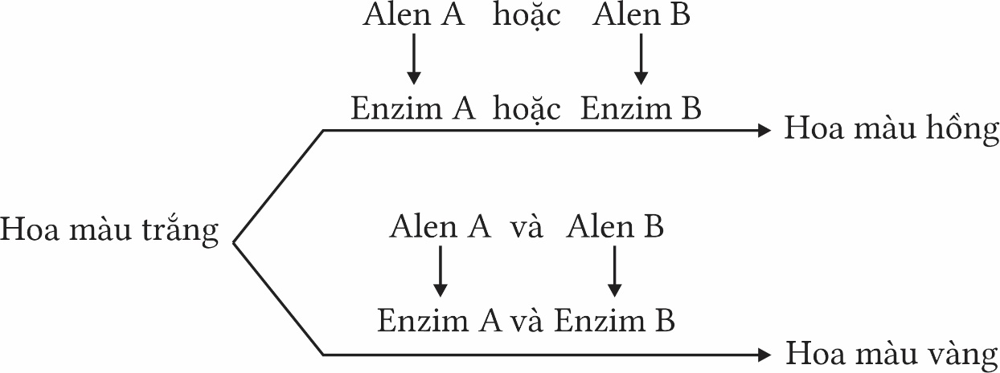 Alen A hoặc Alen B
Enzim A hoặc Enzim B
Hoa màu hồng
Hoa màu trắng
Alen A và Alen B
Enzim A và Enzim B
Hoa màu vàng